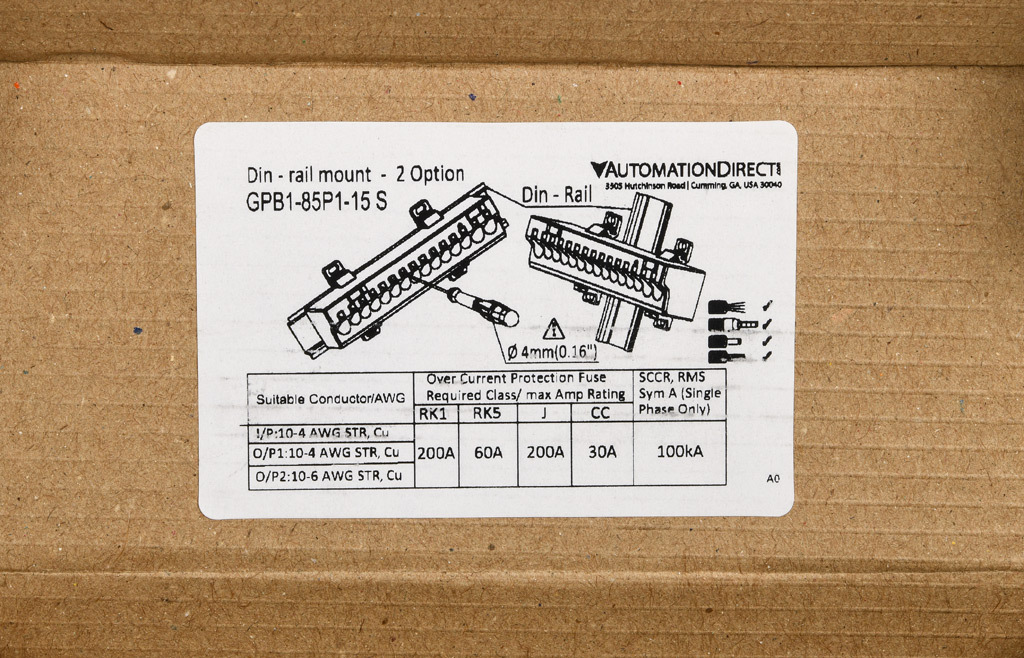 Din - rail mount - 2 Option
GPB1-85P1-15 S
AUTOMATIONDIRECT
3505 Hutchinson Road | Cumming, GA, USA 30040
Din - Rail
Ø 4mm(0.16")
Suitable Conductor/AWG
Over Current Protection Fuse
Required Class/ max Amp Rating
RK1 RK5 J CC
SCCR, RMS
Sym A (Single
Phase Only)
I/P:10-4 AWG STR, Cu
O/P1:10-4 AWG STR, Cu
O/P2:10-6 AWG STR, Cu
200A 60A 200A 30A 100kA
A0